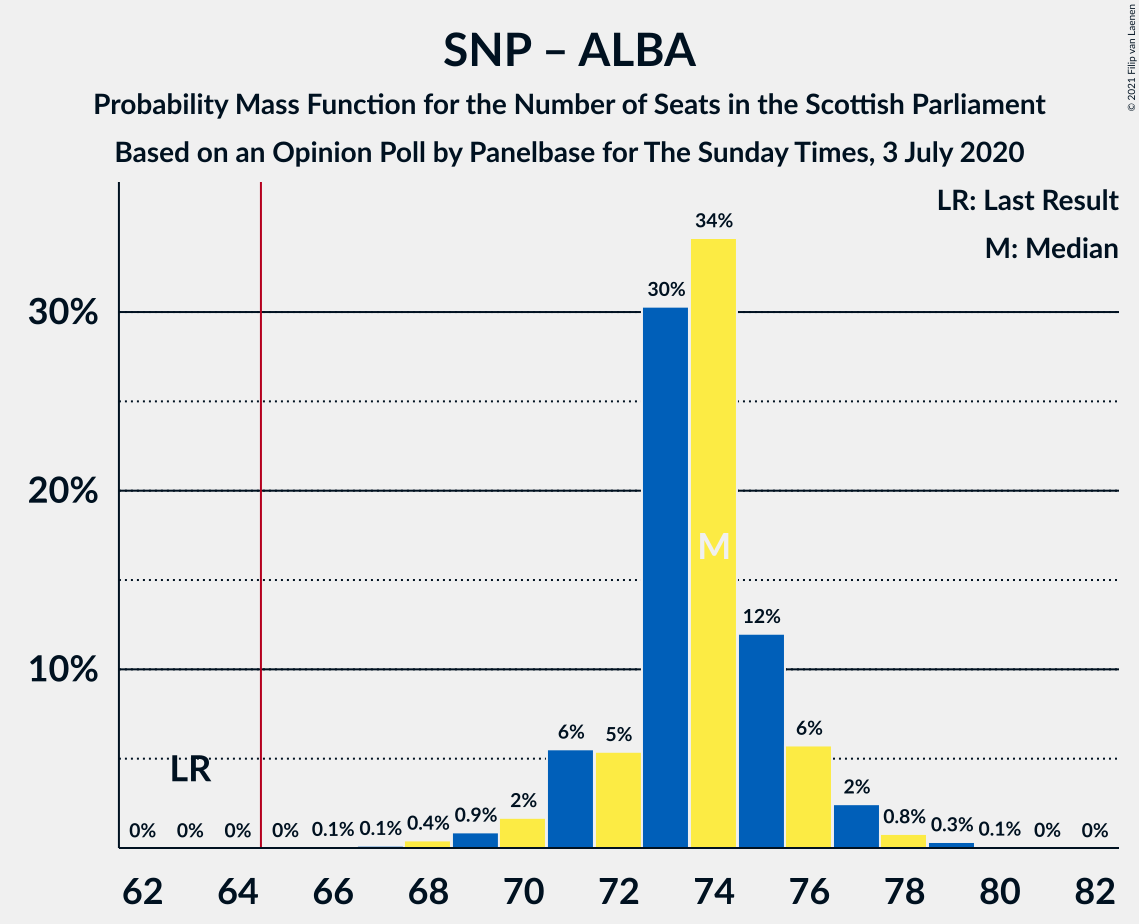 SNP – ALBA
Probability Mass Function for the Number of Seats in the Scottish Parliament
Based on an Opinion Poll by Panelbase for The Sunday Times, 3 July 2020
© 2021 Filip van Laenen
LR: Last Result
M: Median
30%
20%
10%
LR
M
0% 0% 0% 0% 0.1% 0.1% 0.4% 0.9% 2% 6% 5% 30% 34% 12% 6% 2% 0.8% 0.3% 0.1% 0% 0%
62 64 66 68 70 72 74 76 78 80 82